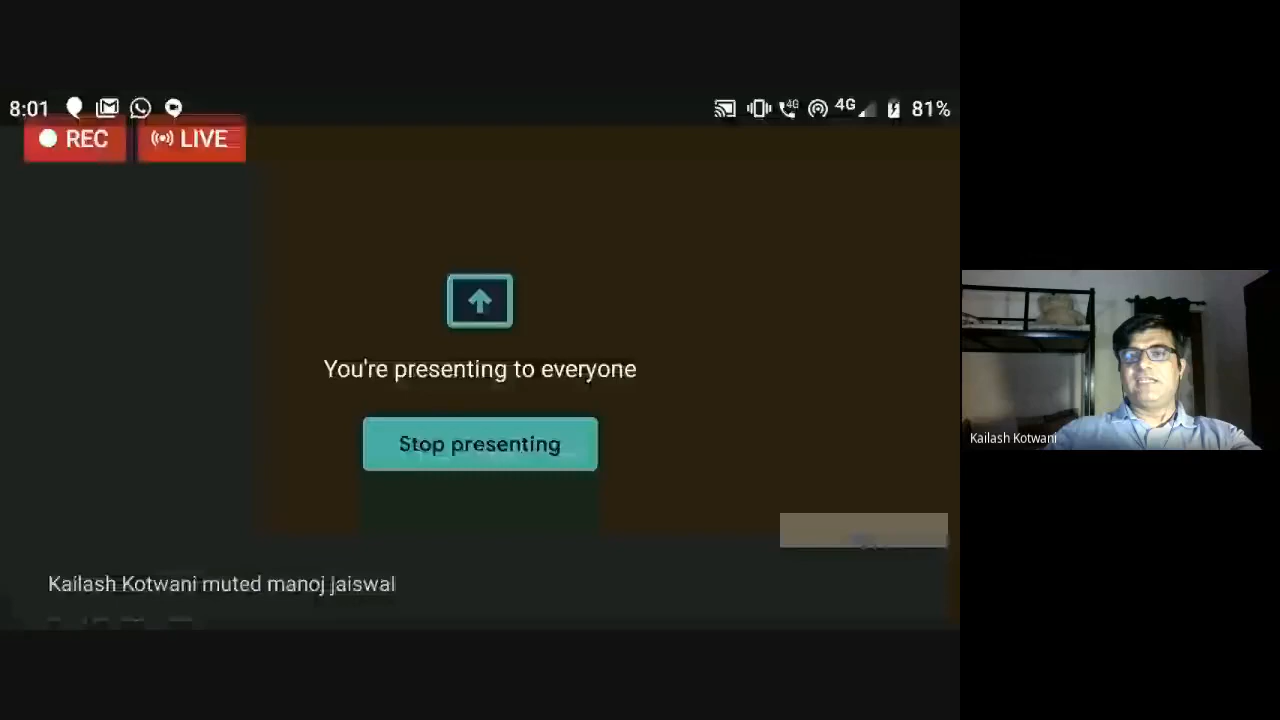 8:01
4G
4G
81%
REC
LIVE
You're presenting to everyone
Stop presenting
Kailash Kotwani
Kailash Kotwani muted manoj jaiswal